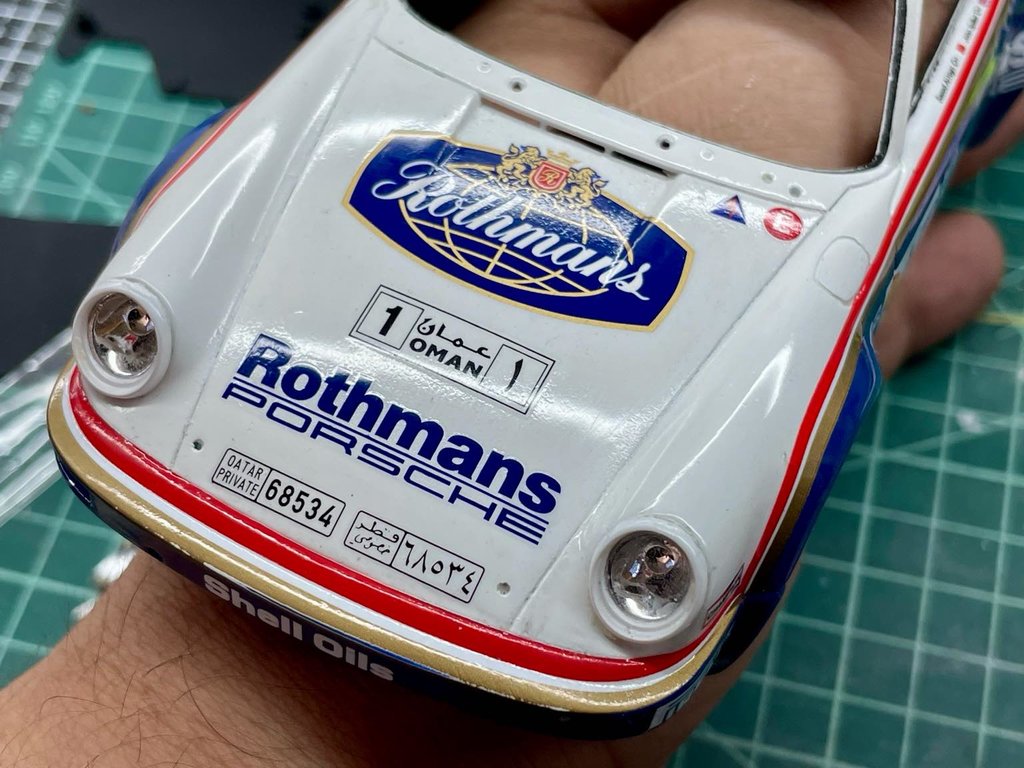 Rothmans
1
عمان
OMAN
١
Rothmans
PORSCHE
QATAR
PRIVATE
68534
قطر
خصوصي
٦٨٥٣٤
Shell Oils